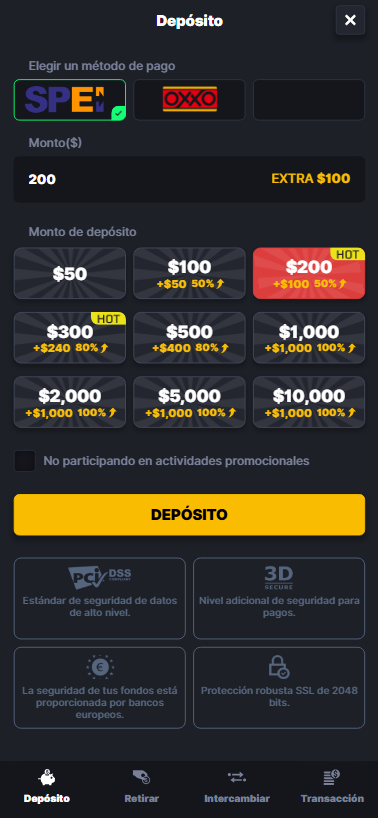 Depósito
Elegir un método de pago
SPEI
OXXO
Monto($)
200
EXTRA $100
Monto de depósito
$50
$100
+$50 50%
HOT
$200
+$100 50%
HOT
$300
+$240 80%
$500
+$400 80%
$1,000
+$1,000 100%
$2,000
+$1,000 100%
$5,000
+$1,000 100%
$10,000
+$1,000 100%
No participando en actividades promocionales
DEPÓSITO
PCI DSS
COMPLIANT
Estándar de seguridad de datos
de alto nivel.
3D
SECURE
Nivel adicional de seguridad para
pagos.
La seguridad de tus fondos está
proporcionada por bancos
europeos.
Protección robusta SSL de 2048
bits.
Depósito
Retirar
Intercambiar
Transacción